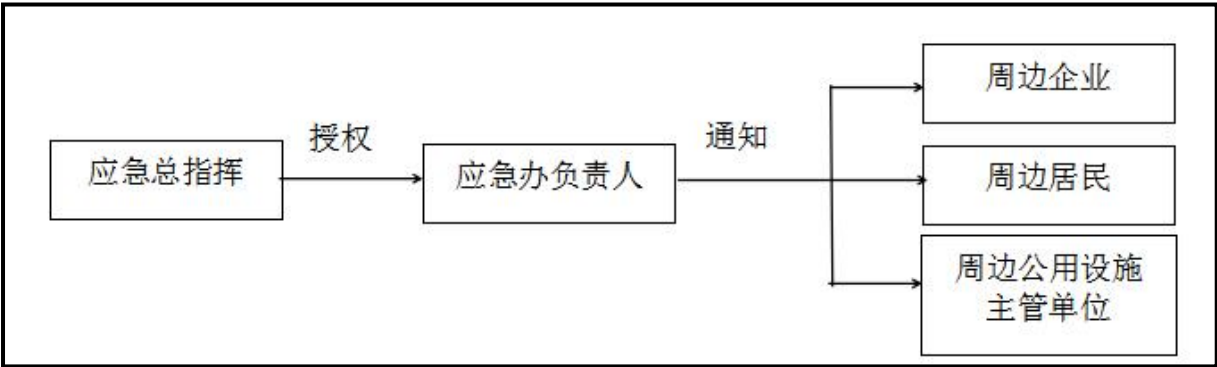 应急总指挥
授权
应急办负责人
通知
周边企业
周边居民
周边公用设施
主管单位